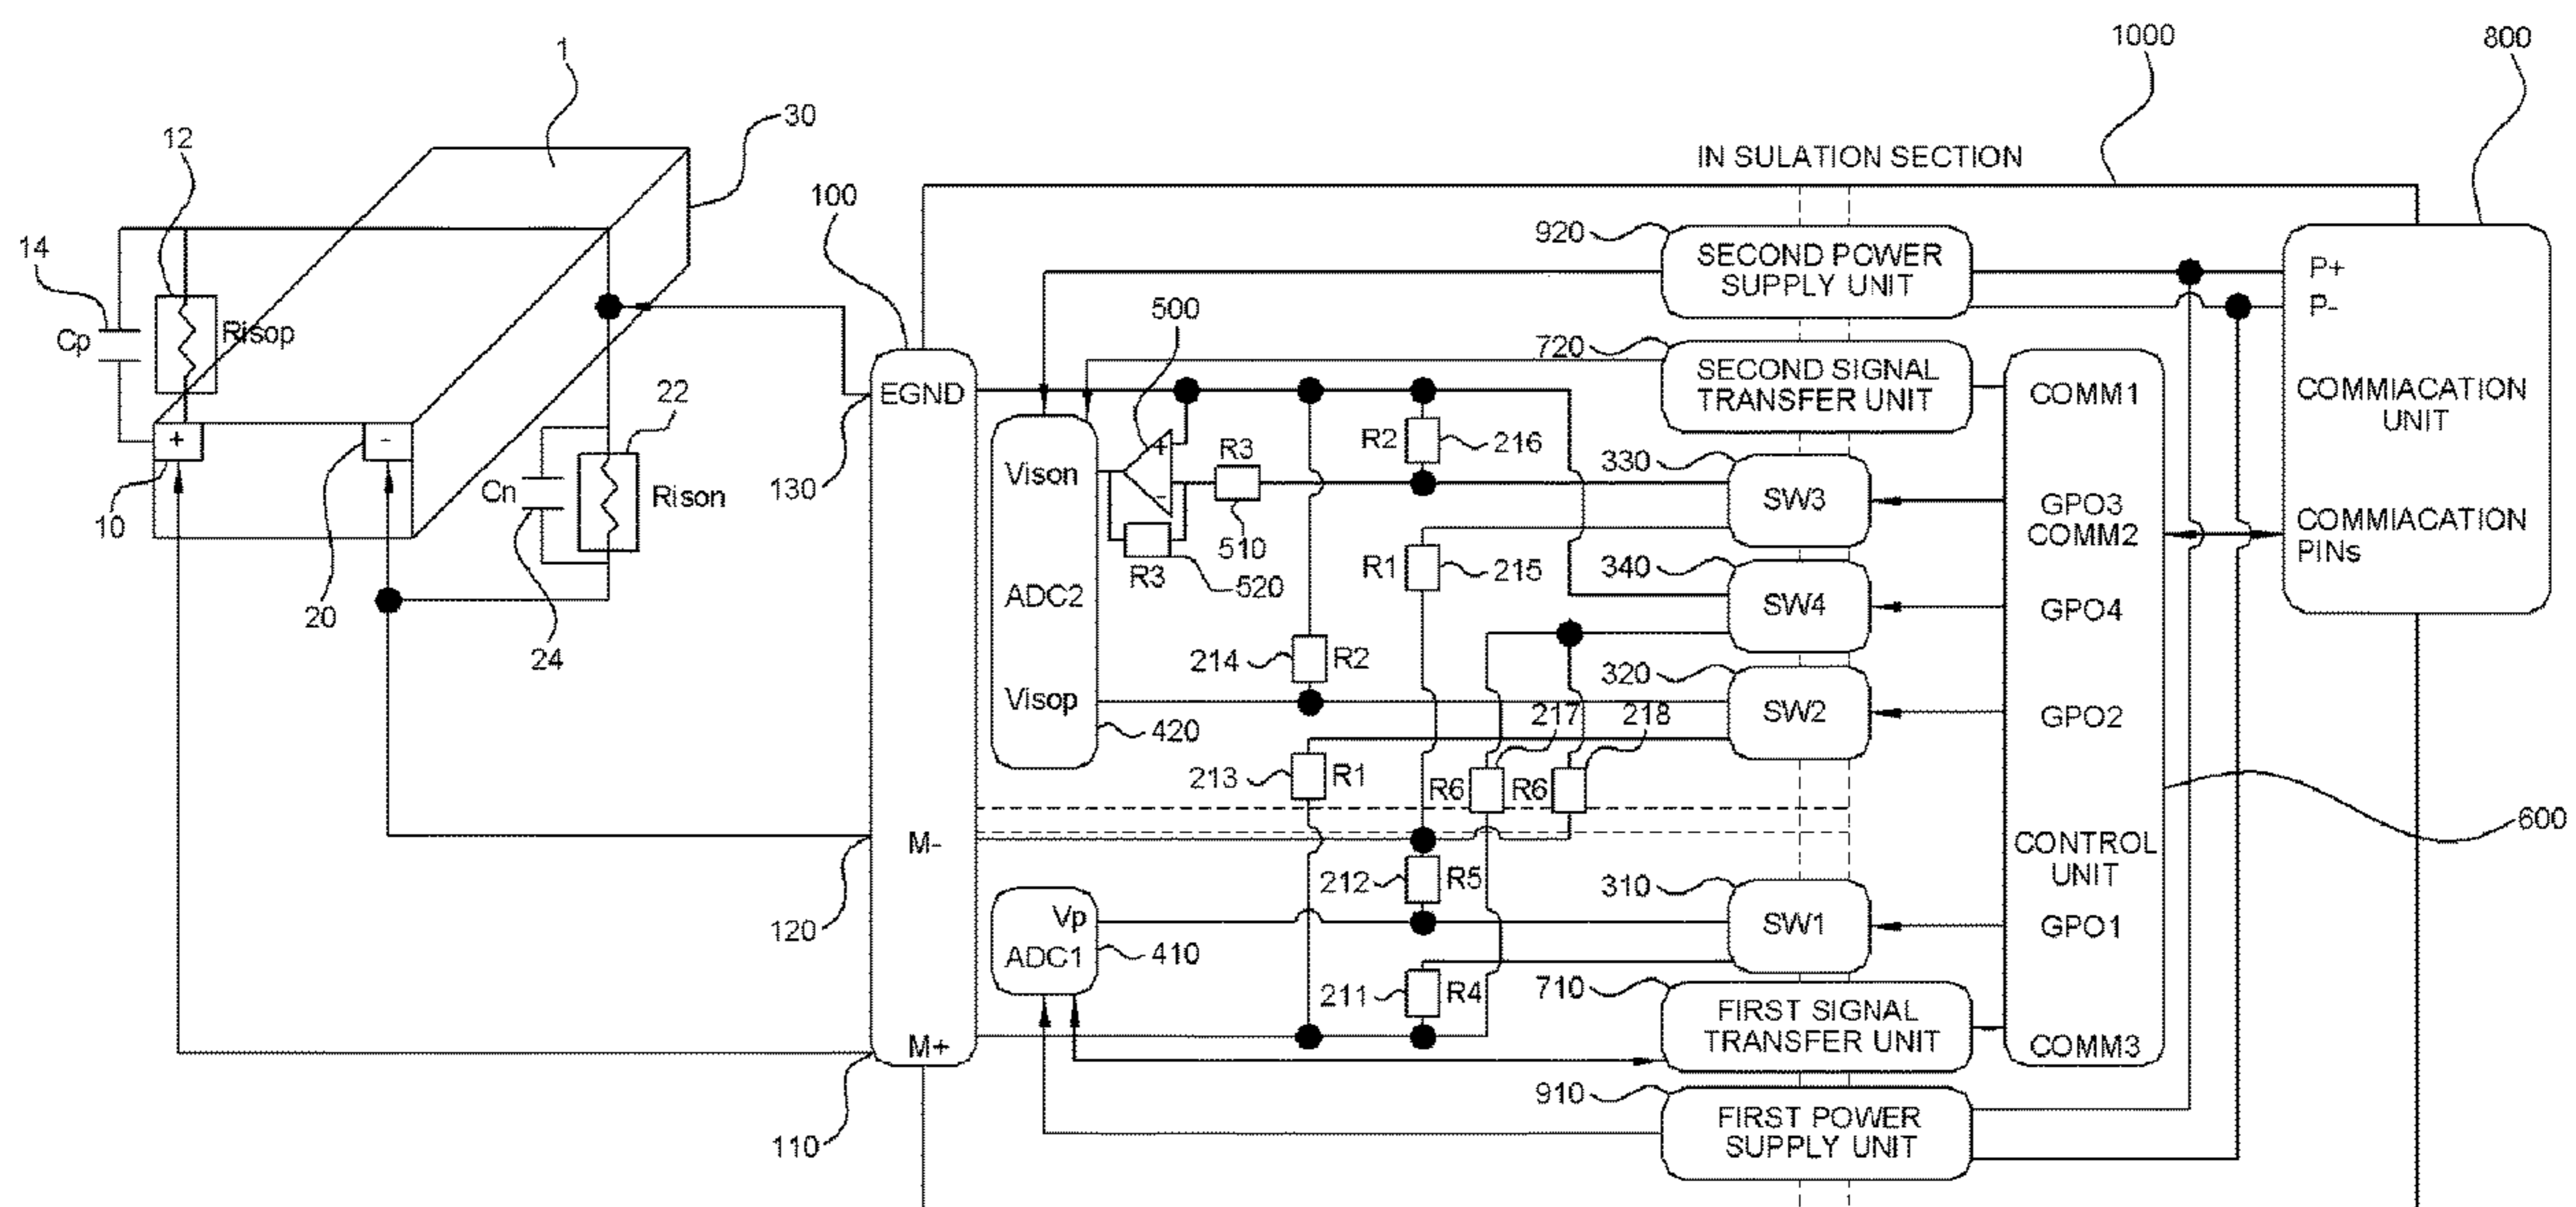 1
30
12
14
Cp
Risop
+
-
10
20
22
Cn
Rison
24
100
EGND
130
M-
120
M+
110
1000
800
IN SULATION SECTION
920
SECOND POWER
SUPPLY UNIT
720
SECOND SIGNAL
TRANSFER UNIT
500
+
-
R3
510
R3
520
R2
216
R1
215
Vison
ADC2
Visop
420
214
R2
213
R1
217
218
R6
R6
212
R5
211
R4
Vp
ADC1
410
330
SW3
340
SW4
320
SW2
310
SW1
710
FIRST SIGNAL
TRANSFER UNIT
910
FIRST POWER
SUPPLY UNIT
COMM1
GPO3
COMM2
GPO4
GPO2
CONTROL
UNIT
GPO1
COMM3
600
P+
P-
COMMIACATION
UNIT
COMMIACATION
PINs